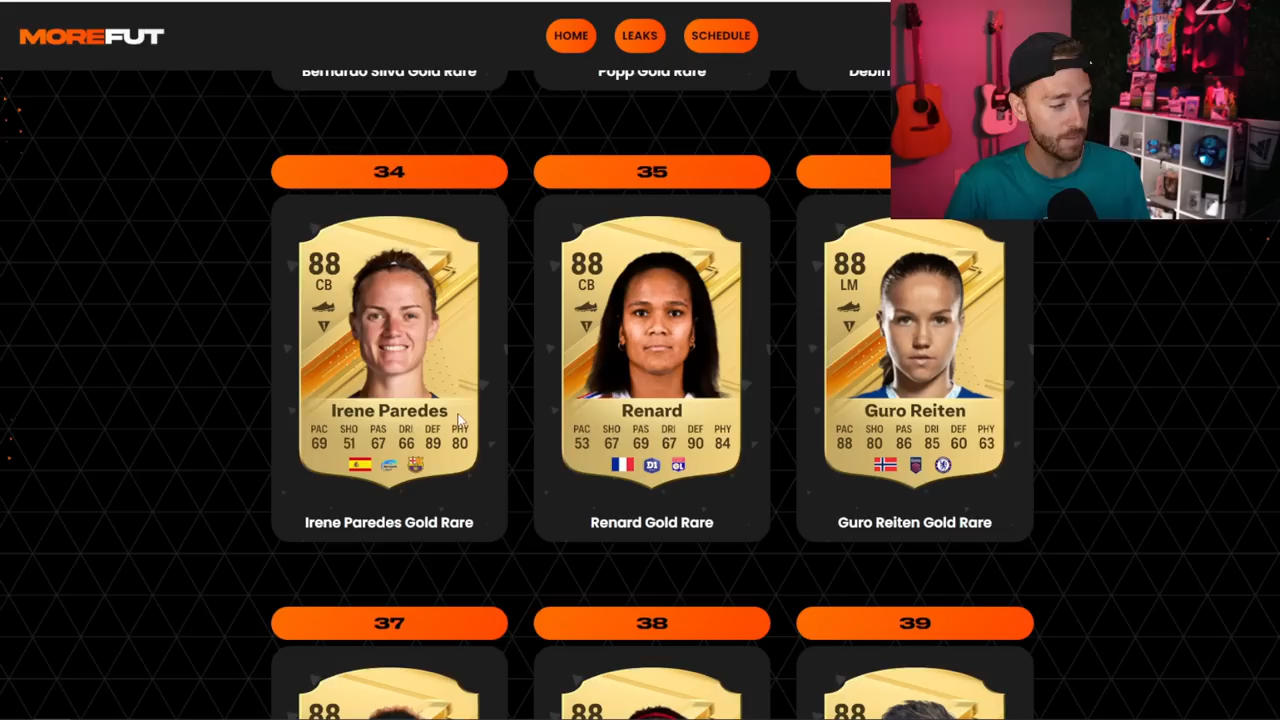 MOREFUT
HOME
LEAKS
SCHEDULE
Bernardo Silva Gold Rare
Popp Gold Rare
34
35
88
CB
Irene Paredes
PAC SHO PAS DRI DEF PHY
69 51 67 66 89 80
Irene Paredes Gold Rare
88
CB
Renard
PAC SHO PAS DRI DEF PHY
53 67 69 67 90 84
D1
OL
Renard Gold Rare
88
LM
Guro Reiten
PAC SHO PAS DRI DEF PHY
88 80 86 85 60 63
Guro Reiten Gold Rare
37
38
39
88
88
88